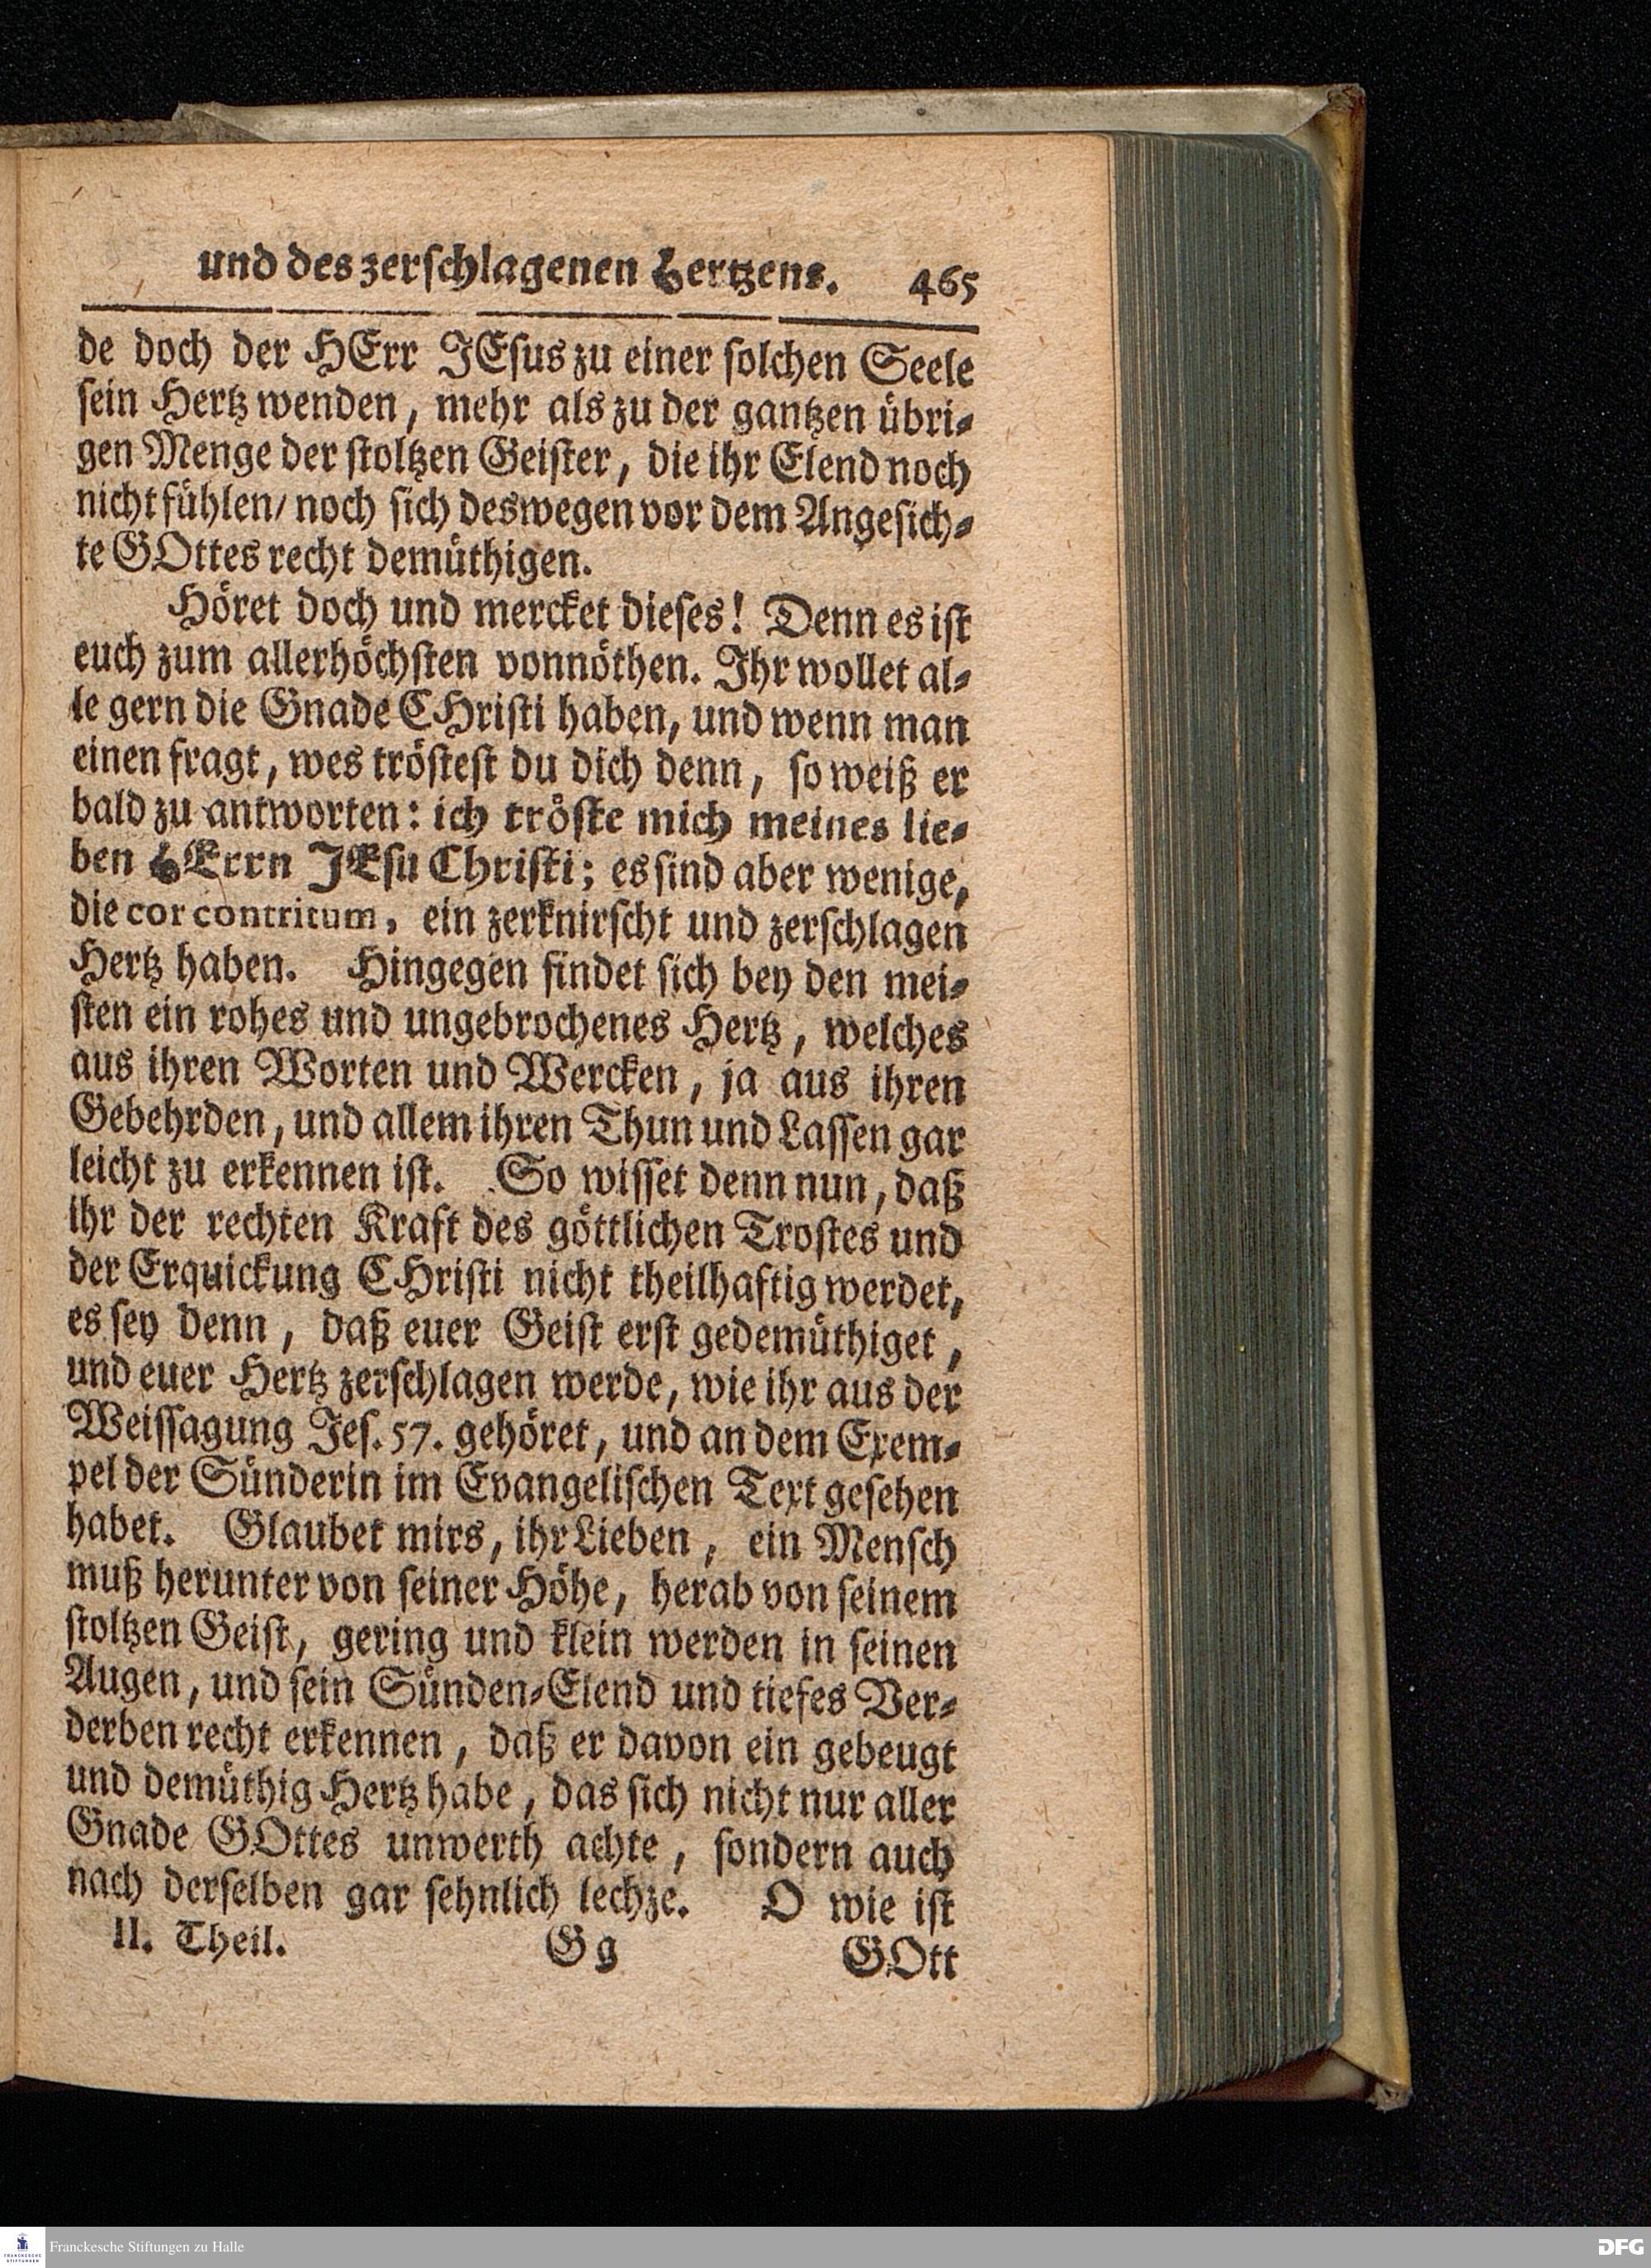 und des zerschlagenen Hertzens. 465
de doch der HErr JEsus zu einer solchen Seele
sein Hertz wenden, mehr als zu der gantzen übri-
gen Menge der stoltzen Geister, die ihr Elend noch
nicht fühlen/ noch sich deswegen vor dem Angesich-
te GOttes recht demüthigen.
Höret doch und mercket dieses! Denn es ist
euch zum allerhöchsten vonnöthen. Ihr wollet al-
le gern die Gnade CHristi haben, und wenn man
einen fragt, wes tröstest du dich denn, so weiß er
bald zu antworten: ich tröste mich meines lie-
ben HErrn JEsu Christi; es sind aber wenige,
die cor contritum, ein zerknirscht und zerschlagen
Hertz haben. Hingegen findet sich bey den mei-
sten ein rohes und ungebrochenes Hertz, welches
aus ihren Worten und Wercken, ja aus ihren
Gebehrden, und allem ihren Thun und Lassen gar
leicht zu erkennen ist. So wisset denn nun, daß
ihr der rechten Kraft des göttlichen Trostes und
der Erquickung CHristi nicht theilhaftig werdet,
es sey denn, daß euer Geist erst gedemüthiget,
und euer Hertz zerschlagen werde, wie ihr aus der
Weissagung Jes. 57. gehöret, und an dem Exem-
pel der Sünderin im Evangelischen Text gesehen
habet. Glaubet mirs, ihr Lieben, ein Mensch
muß herunter von seiner Höhe, herab von seinem
stoltzen Geist, gering und klein werden in seinen
Augen, und sein Sünden-Elend und tiefes Ver-
derben recht erkennen, daß er davon ein gebeugt
und demüthig Hertz habe, das sich nicht nur aller
Gnade GOttes unwerth achte, sondern auch
nach derselben gar sehnlich lechze. O wie ist
II. Theil. Gg GOtt
FRANCKESCHE STIFTUNGEN
Franckesche Stiftungen zu Halle
DFG